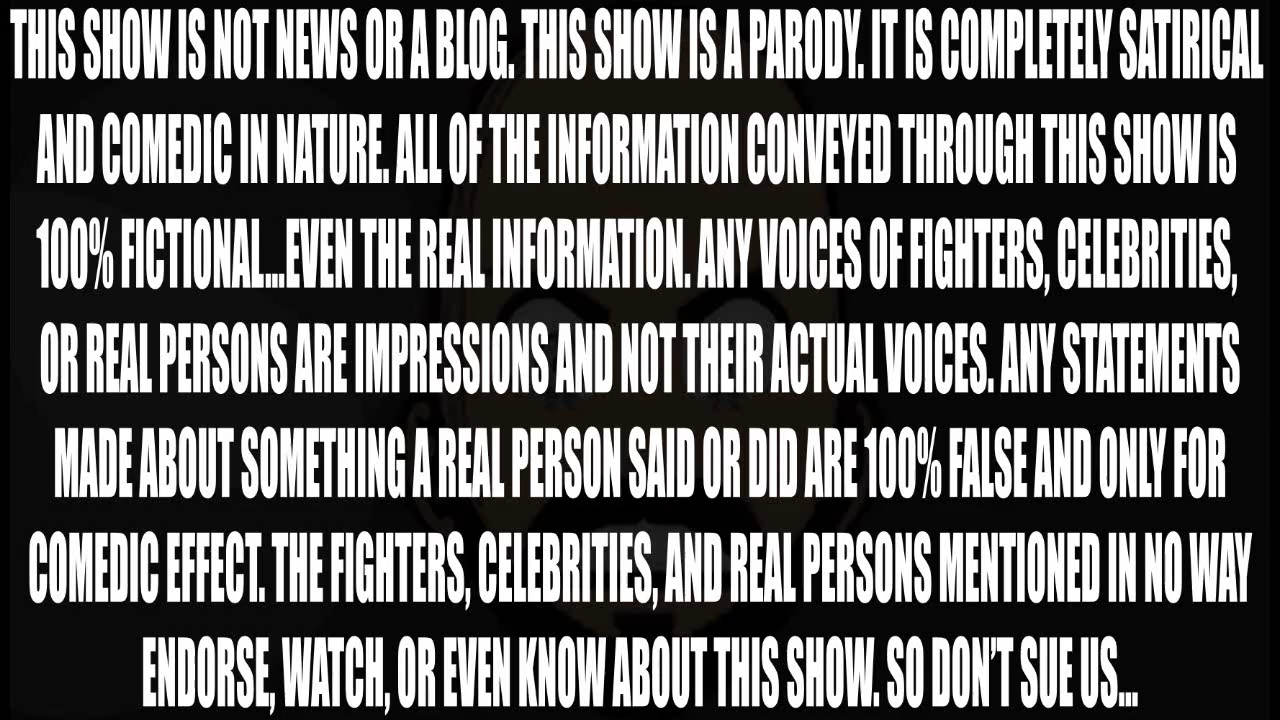 THIS SHOW IS NOT NEWS OR A BLOG. THIS SHOW IS A PARODY. IT IS COMPLETELY SATIRICAL
AND COMEDIC IN NATURE. ALL OF THE INFORMATION CONVEYED THROUGH THIS SHOW IS
100% FICTIONAL...EVEN THE REAL INFORMATION. ANY VOICES OF FIGHTERS, CELEBRITIES,
OR REAL PERSONS ARE IMPRESSIONS AND NOT THEIR ACTUAL VOICES. ANY STATEMENTS
MADE ABOUT SOMETHING A REAL PERSON SAID OR DID ARE 100% FALSE AND ONLY FOR
COMEDIC EFFECT. THE FIGHTERS, CELEBRITIES, AND REAL PERSONS MENTIONED IN NO WAY
ENDORSE, WATCH, OR EVEN KNOW ABOUT THIS SHOW. SO DON'T SUE US...